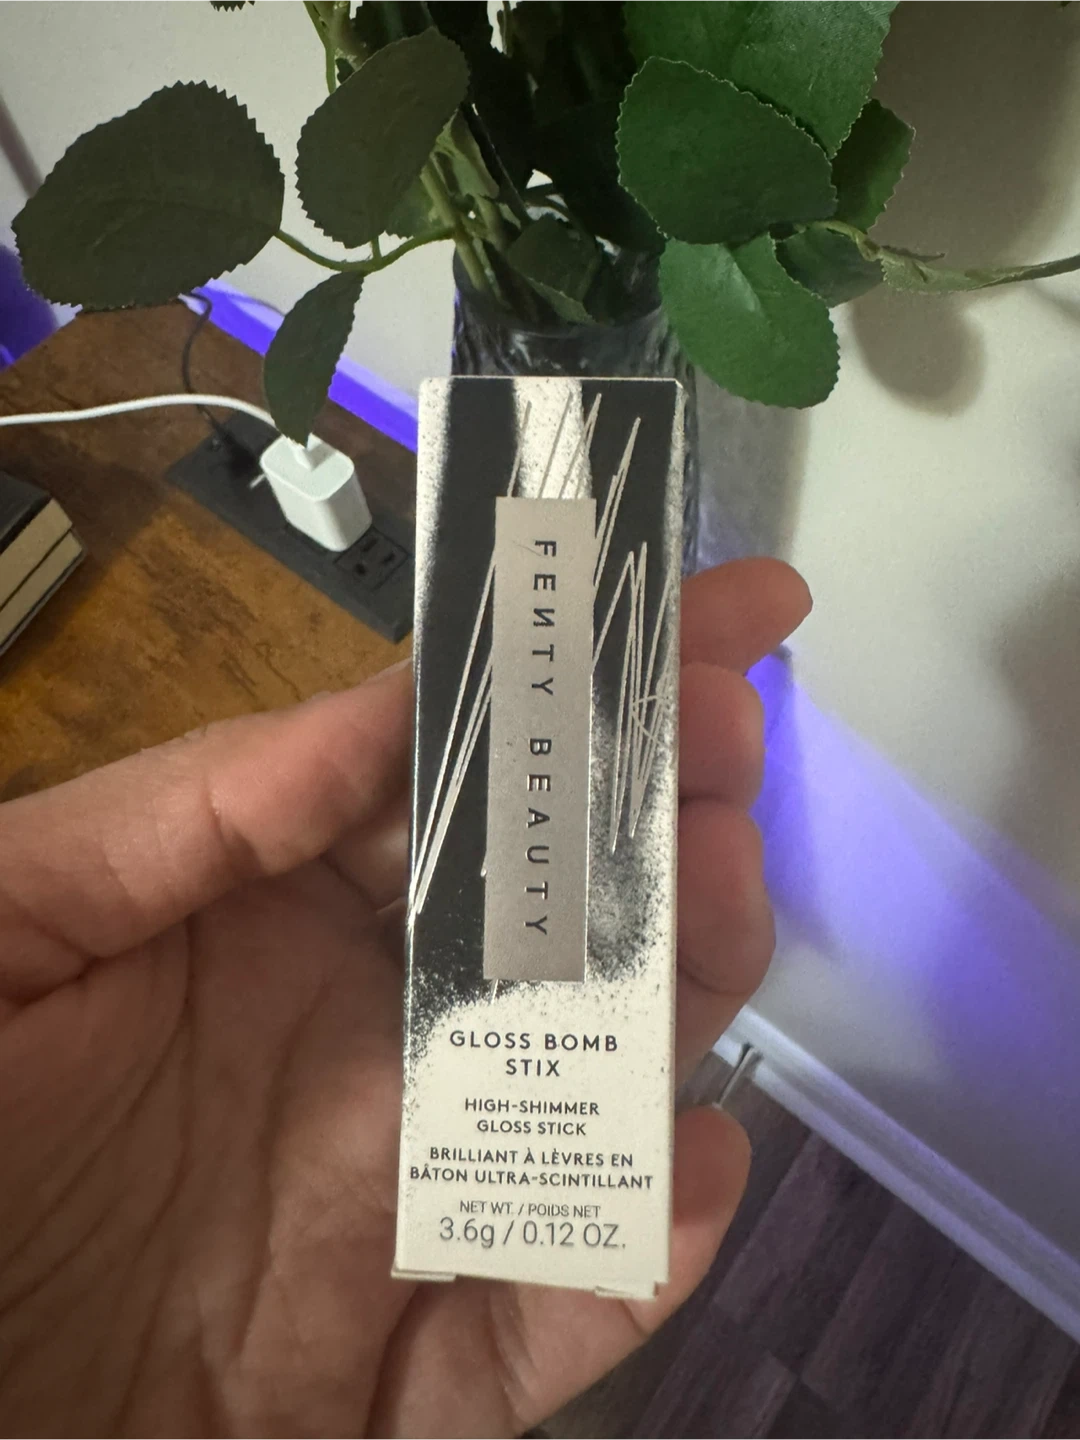 FEИTY BEAUTY
GLOSS BOMB
STIX
HIGH-SHIMMER
GLOSS STICK
BRILLIANT À LÈVRES EN
BÂTON ULTRA-SCINTILLANT
NET WT. / POIDS NET
3.6g / 0.12 OZ.